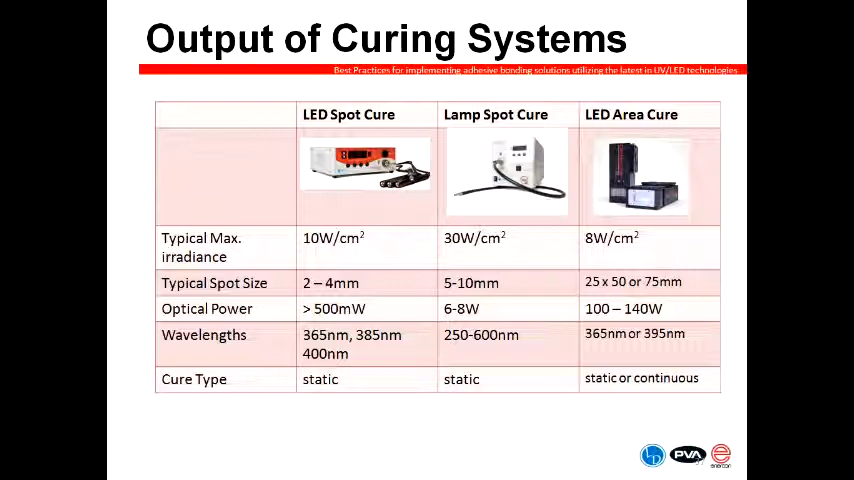 Output of Curing Systems
Best Practices for implementing adhesive bonding solutions utilizing the latest in UV/LED technologies
LED Spot Cure Lamp Spot Cure LED Area Cure
Typical Max. irradiance 10W/cm² 30W/cm² 8W/cm²
Typical Spot Size 2 – 4mm 5-10mm 25 x 50 or 75mm
Optical Power > 500mW 6-8W 100 – 140W
Wavelengths 365nm, 385nm 400nm 250-600nm 365nm or 395nm
Cure Type static static static or continuous
PVA
enercon